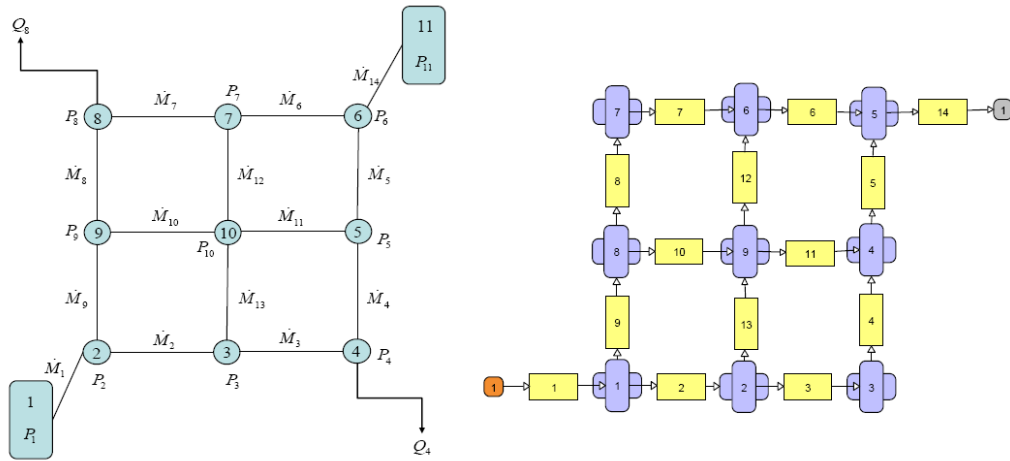 Q₈
11
P₁₁
Ṁ₁₄
Ṁ₇ P₇ Ṁ₆
P₈ 8 7 6 P₆
Ṁ₈ Ṁ₁₂ Ṁ₅
Ṁ₁₀ Ṁ₁₁
P₉ 9 10 5 P₅
P₁₀
Ṁ₉ Ṁ₁₃ Ṁ₄
Ṁ₂ Ṁ₃
2 3 4 P₄
Ṁ₁ P₂ P₃
1
P₁
Q₄
7 7 6 6 5 14 1
8 12 5
8 10 9 11 4
9 13 4
1 1 1 2 2 3 3